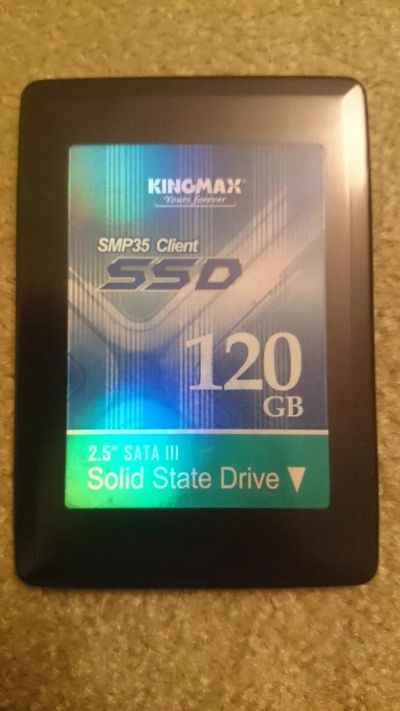 KINGMAX®
Yours forever
SMP35 Client
SSD
120
GB
2.5" SATA III
Solid State Drive ▼